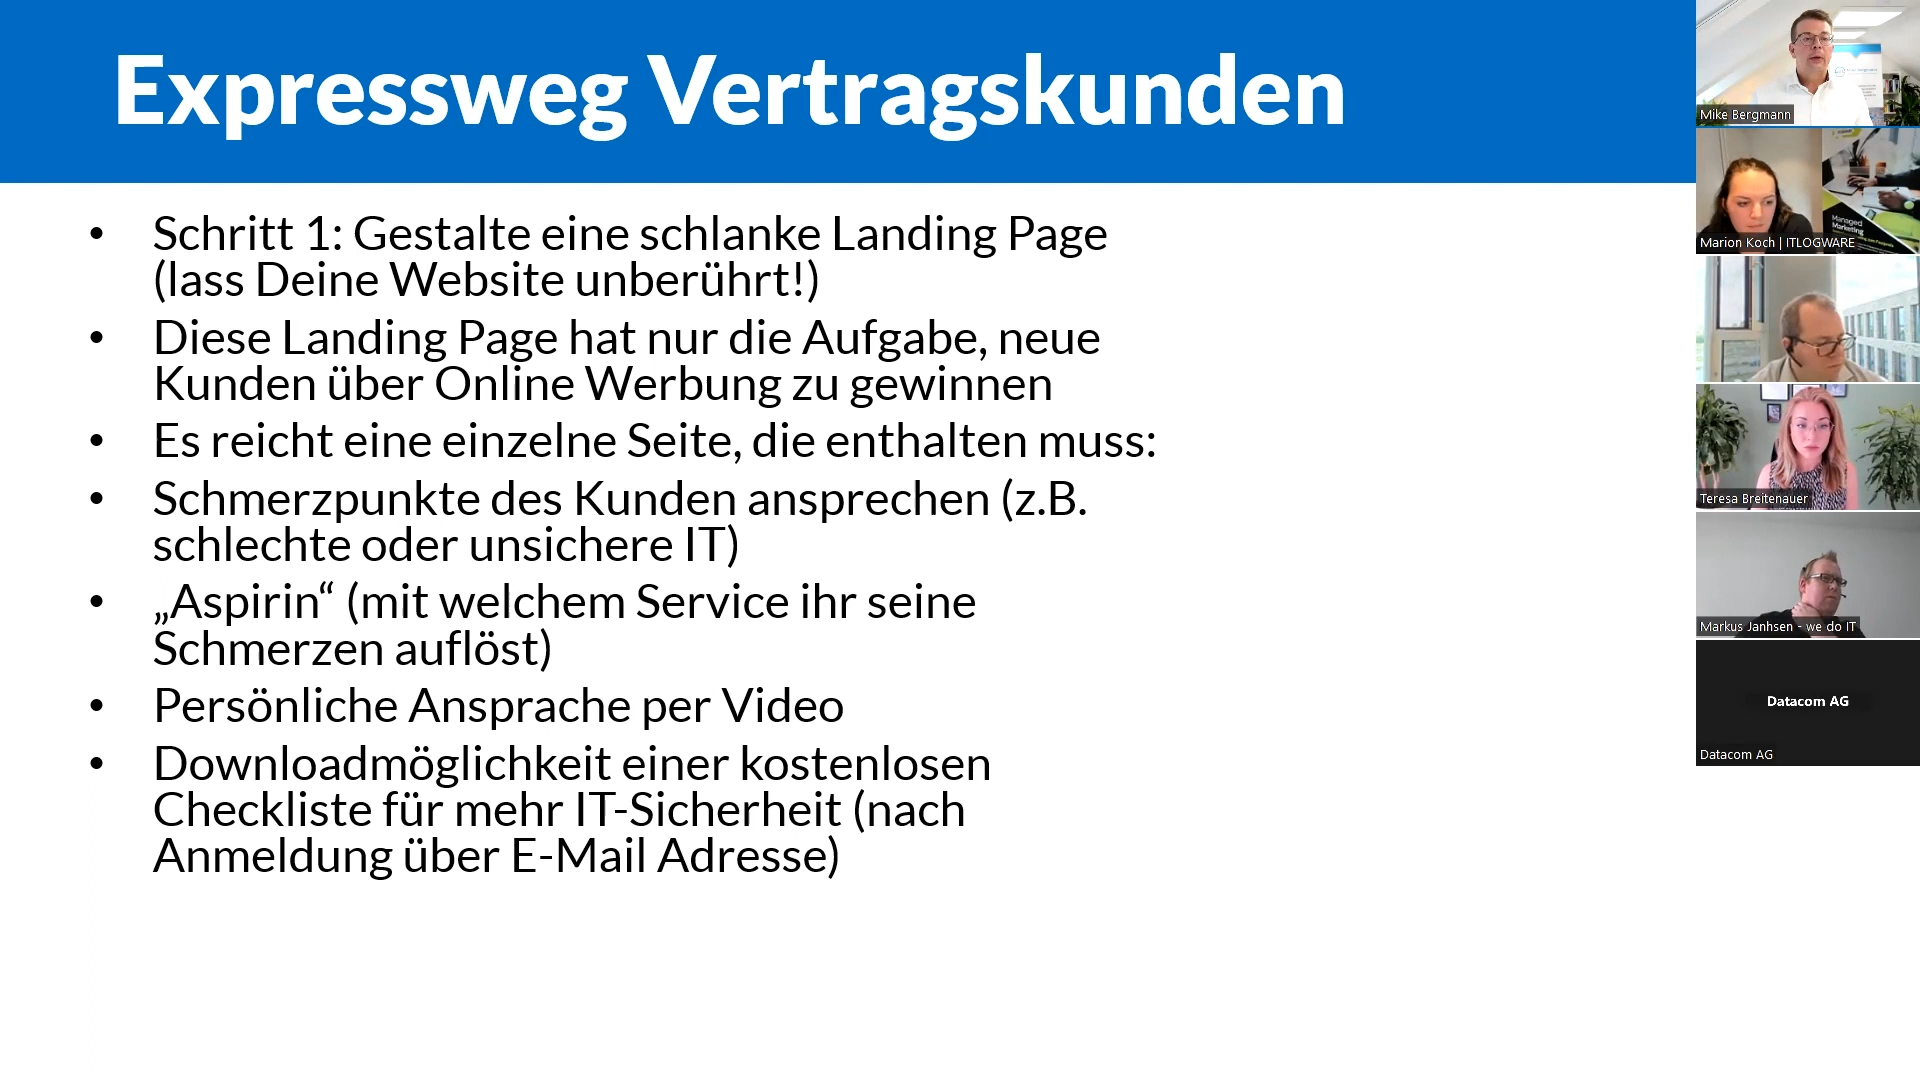 Expressweg Vertragskunden
• Schritt 1: Gestalte eine schlanke Landing Page
(lass Deine Website unberührt!)
• Diese Landing Page hat nur die Aufgabe, neue
Kunden über Online Werbung zu gewinnen
• Es reicht eine einzelne Seite, die enthalten muss:
• Schmerzpunkte des Kunden ansprechen (z.B.
schlechte oder unsichere IT)
• „Aspirin“ (mit welchem Service ihr seine
Schmerzen auflöst)
• Persönliche Ansprache per Video
• Downloadmöglichkeit einer kostenlosen
Checkliste für mehr IT-Sicherheit (nach
Anmeldung über E-Mail Adresse)
Mike Bergmann
Managed
Marketing
Marion Koch | ITLOGWARE
Teresa Breitenauer
Markus Janhsen - we do IT
Datacom AG
Datacom AG